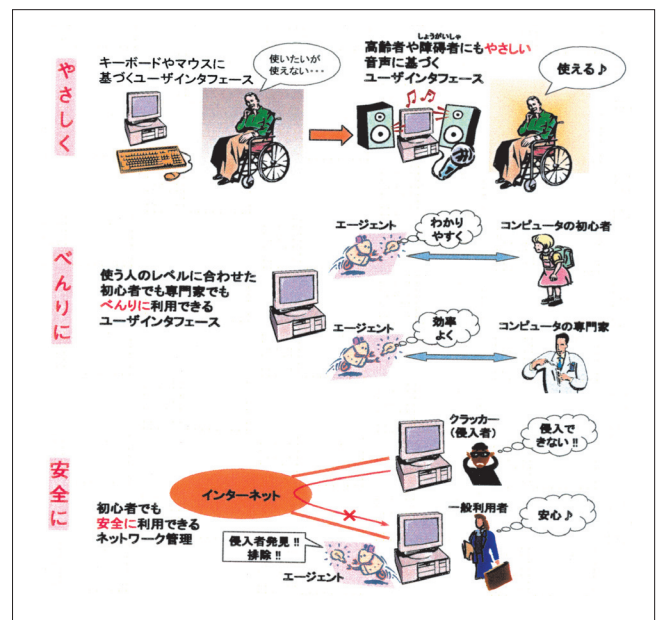 やさしく
キーボードやマウスに
基づくユーザインタフェース
使いたいが
使えない・・・
しょうがいしゃ
高齢者や障碍者にもやさしい
音声に基づく
ユーザインタフェース
使える♪
べんりに
使う人のレベルに合わせた
初心者でも専門家でも
べんりに利用できる
ユーザインタフェース
エージェント
わかり
やすく
コンピュータの初心者
エージェント
効率
よく
コンピュータの専門家
安全に
初心者でも
安全に利用できる
ネットワーク管理
インターネット
クラッカー
(侵入者)
侵入で
きない!!
一般利用者
安心♪
侵入者発見!!
排除!!
エージェント